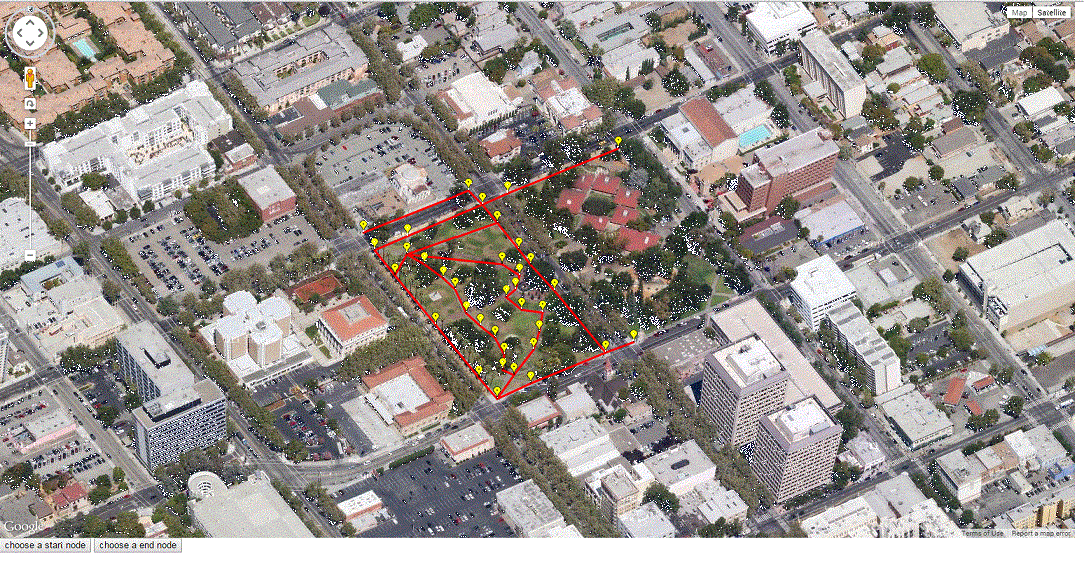 Map Satellite
Google
Terms of Use Report a map error
choose a start node choose a end node